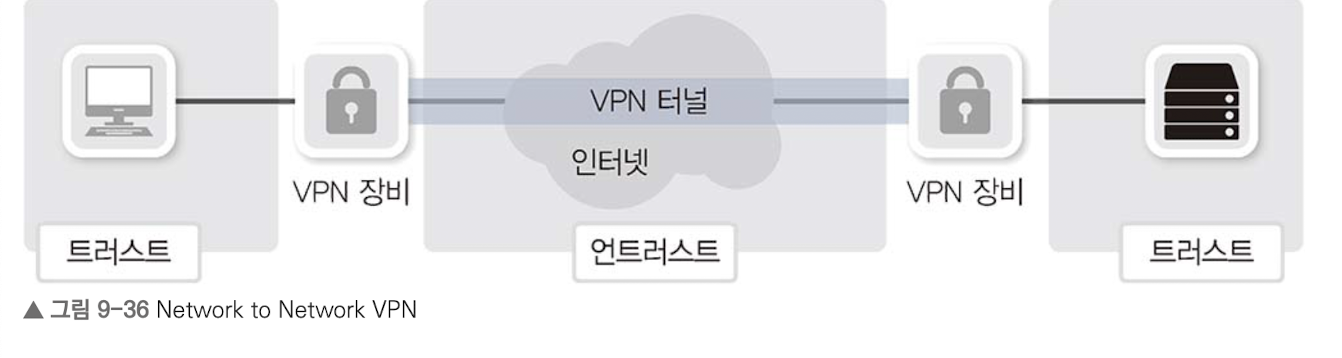 VPN 터널
인터넷
VPN 장비
VPN 장비
트러스트
언트러스트
트러스트
▲ 그림 9-36 Network to Network VPN